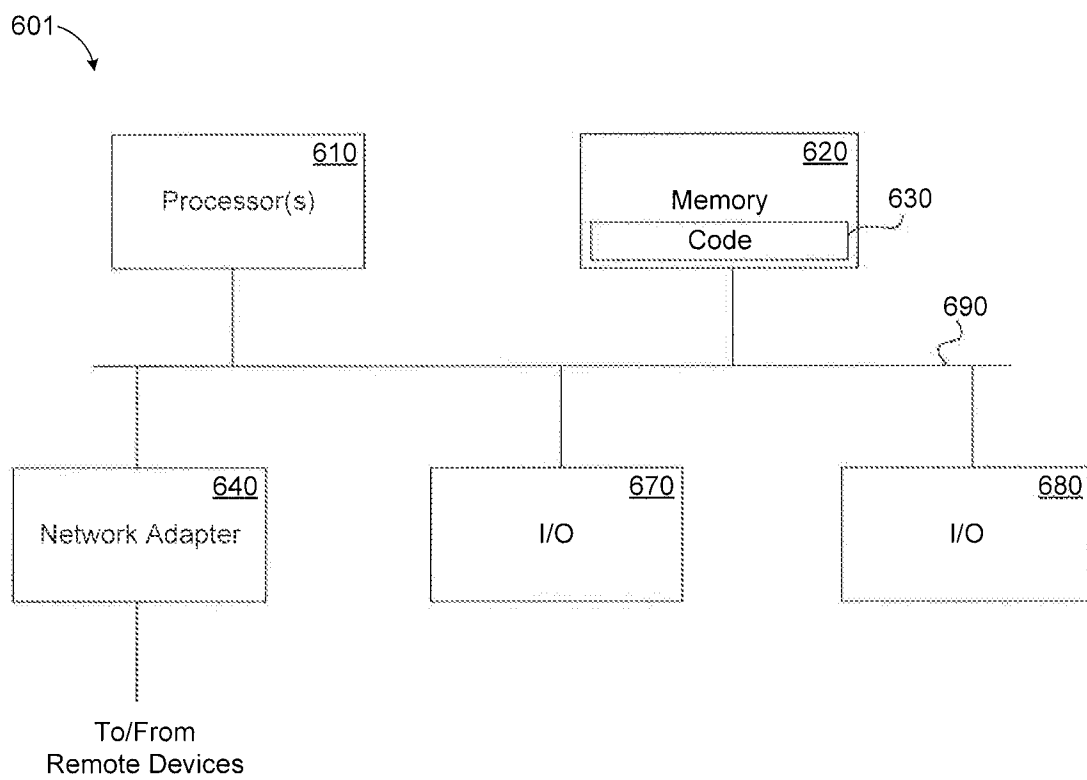 601
610
Processor(s)
620
Memory
630
Code
690
640
Network Adapter
670
I/O
680
I/O
To/From
Remote Devices